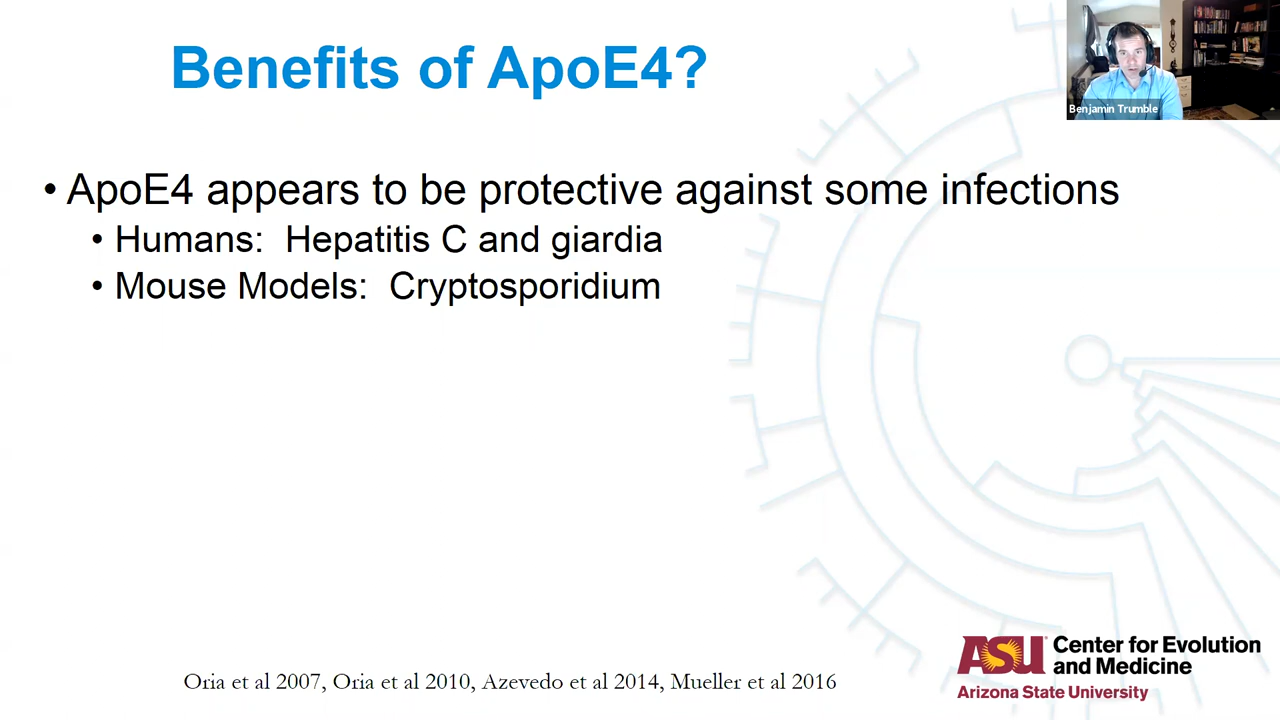 Benefits of ApoE4?
Benjamin Trumble
• ApoE4 appears to be protective against some infections
• Humans: Hepatitis C and giardia
• Mouse Models: Cryptosporidium
Oria et al 2007, Oria et al 2010, Azevedo et al 2014, Mueller et al 2016
ASU Center for Evolution
and Medicine
Arizona State University